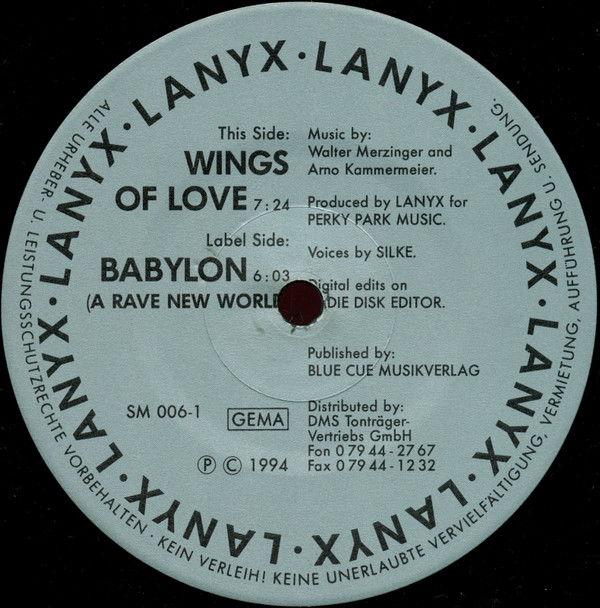 LANYX · LANYX · LANYX · LANYX · LANYX · LANYX · LANYX · LANYX ·
ALLE URHEBER- U. LEISTUNGSSCHUTZRECHTE VORBEHALTEN · KEIN VERLEIH! KEINE UNERLAUBTE VERVIELFÄLTIGUNG, VERMIETUNG, AUFFÜHRUNG U. SENDUNG.
This Side:
WINGS
OF LOVE 7:24
Label Side:
BABYLON 6:03
(A RAVE NEW WORL
SM 006-1 GEMA
Ⓟ © 1994
Music by:
Walter Merzinger and
Arno Kammermeier.
Produced by LANYX for
PERKY PARK MUSIC.
Voices by SILKE.
Digital edits on
DIE DISK EDITOR.
Published by:
BLUE CUE MUSIKVERLAG
Distributed by:
DMS Tonträger-
Vertriebs GmbH
Fon 0 79 44 - 27 67
Fax 0 79 44 - 12 32